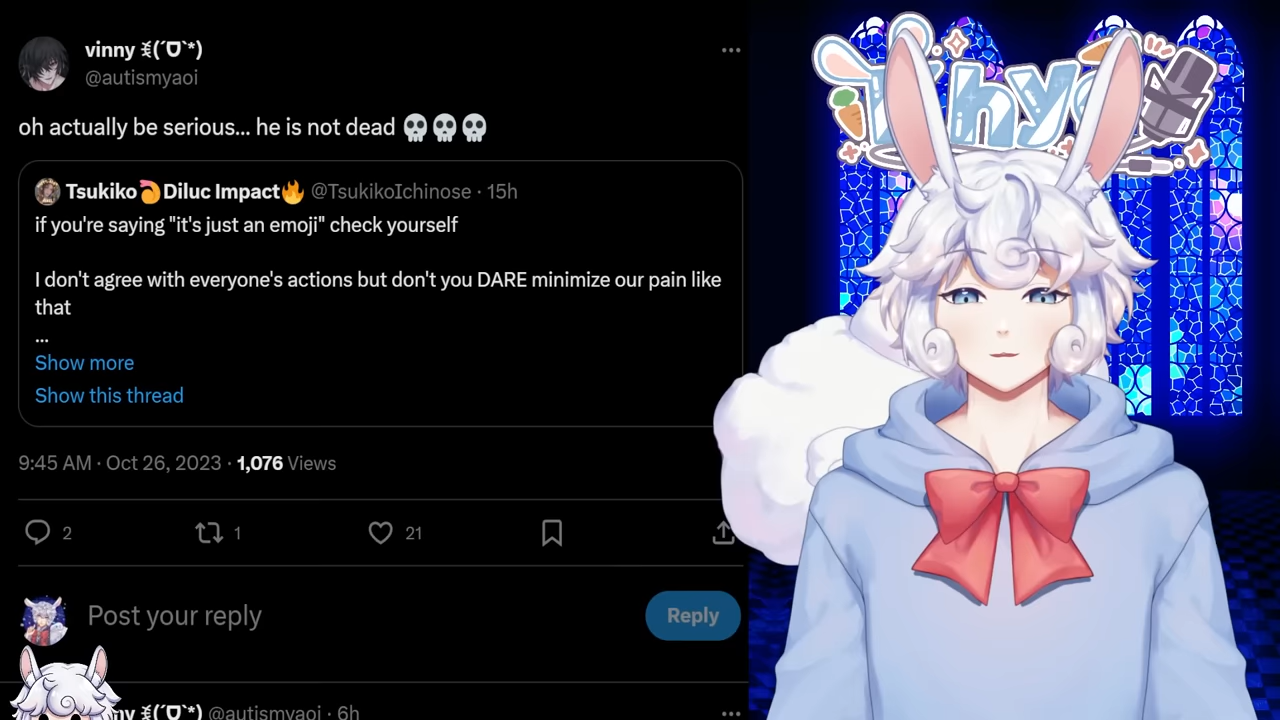 vinny ꉂ(ˊᗜˋ*)
@autismyaoi
oh actually be serious... he is not dead 💀💀💀
Tsukiko🍤Diluc Impact🔥 @TsukikoIchinose · 15h
if you're saying "it's just an emoji" check yourself
I don't agree with everyone's actions but don't you DARE minimize our pain like
that
...
Show more
Show this thread
9:45 AM · Oct 26, 2023 · 1,076 Views
2 1 21
Post your reply
Reply
@autismyaoi · 6h